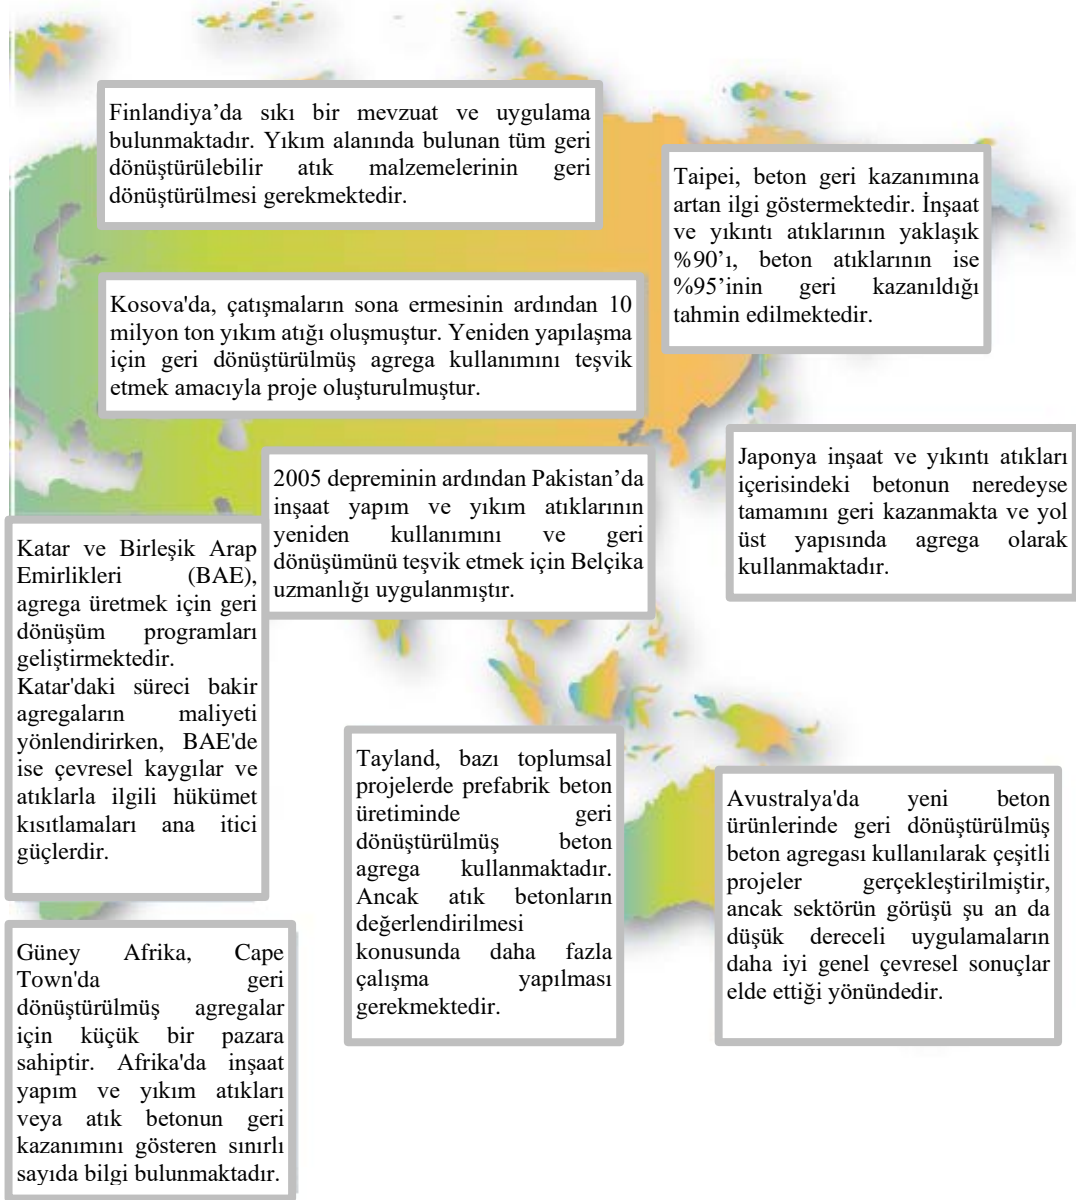 Finlandiya’da sıkı bir mevzuat ve uygulama
bulunmaktadır. Yıkım alanında bulunan tüm geri
dönüştürülebilir atık malzemelerinin geri
dönüştürülmesi gerekmektedir.
Taipei, beton geri kazanımına
artan ilgi göstermektedir. İnşaat
ve yıkıntı atıklarının yaklaşık
%90’ı, beton atıklarının ise
%95’inin geri kazanıldığı
tahmin edilmektedir.
Kosova'da, çatışmaların sona ermesinin ardından 10
milyon ton yıkım atığı oluşmuştur. Yeniden yapılaşma
için geri dönüştürülmüş agrega kullanımını teşvik
etmek amacıyla proje oluşturulmuştur.
2005 depreminin ardından Pakistan’da
inşaat yapım ve yıkım atıklarının
yeniden kullanımını ve geri
dönüşümünü teşvik etmek için Belçika
uzmanlığı uygulanmıştır.
Japonya inşaat ve yıkıntı atıkları
içerisindeki betonun neredeyse
tamamını geri kazanmakta ve yol
üst yapısında agrega olarak
kullanmaktadır.
Katar ve Birleşik Arap
Emirlikleri (BAE),
agrega üretmek için geri
dönüşüm programları
geliştirmektedir.
Katar'daki süreci bakir
agregaların maliyeti
yönlendirirken, BAE'de
ise çevresel kaygılar ve
atıklarla ilgili hükümet
kısıtlamaları ana itici
güçlerdir.
Tayland, bazı toplumsal
projelerde prefabrik beton
üretiminde geri
dönüştürülmüş beton
agrega kullanmaktadır.
Ancak atık betonların
değerlendirilmesi
konusunda daha fazla
çalışma yapılması
gerekmektedir.
Avustralya'da yeni beton
ürünlerinde geri dönüştürülmüş
beton agregası kullanılarak çeşitli
projeler gerçekleştirilmiştir,
ancak sektörün görüşü şu an da
düşük dereceli uygulamaların
daha iyi genel çevresel sonuçlar
elde ettiği yönündedir.
Güney Afrika, Cape
Town'da geri
dönüştürülmüş agregalar
için küçük bir pazara
sahiptir. Afrika'da inşaat
yapım ve yıkım atıkları
veya atık betonun geri
kazanımını gösteren sınırlı
sayıda bilgi bulunmaktadır.